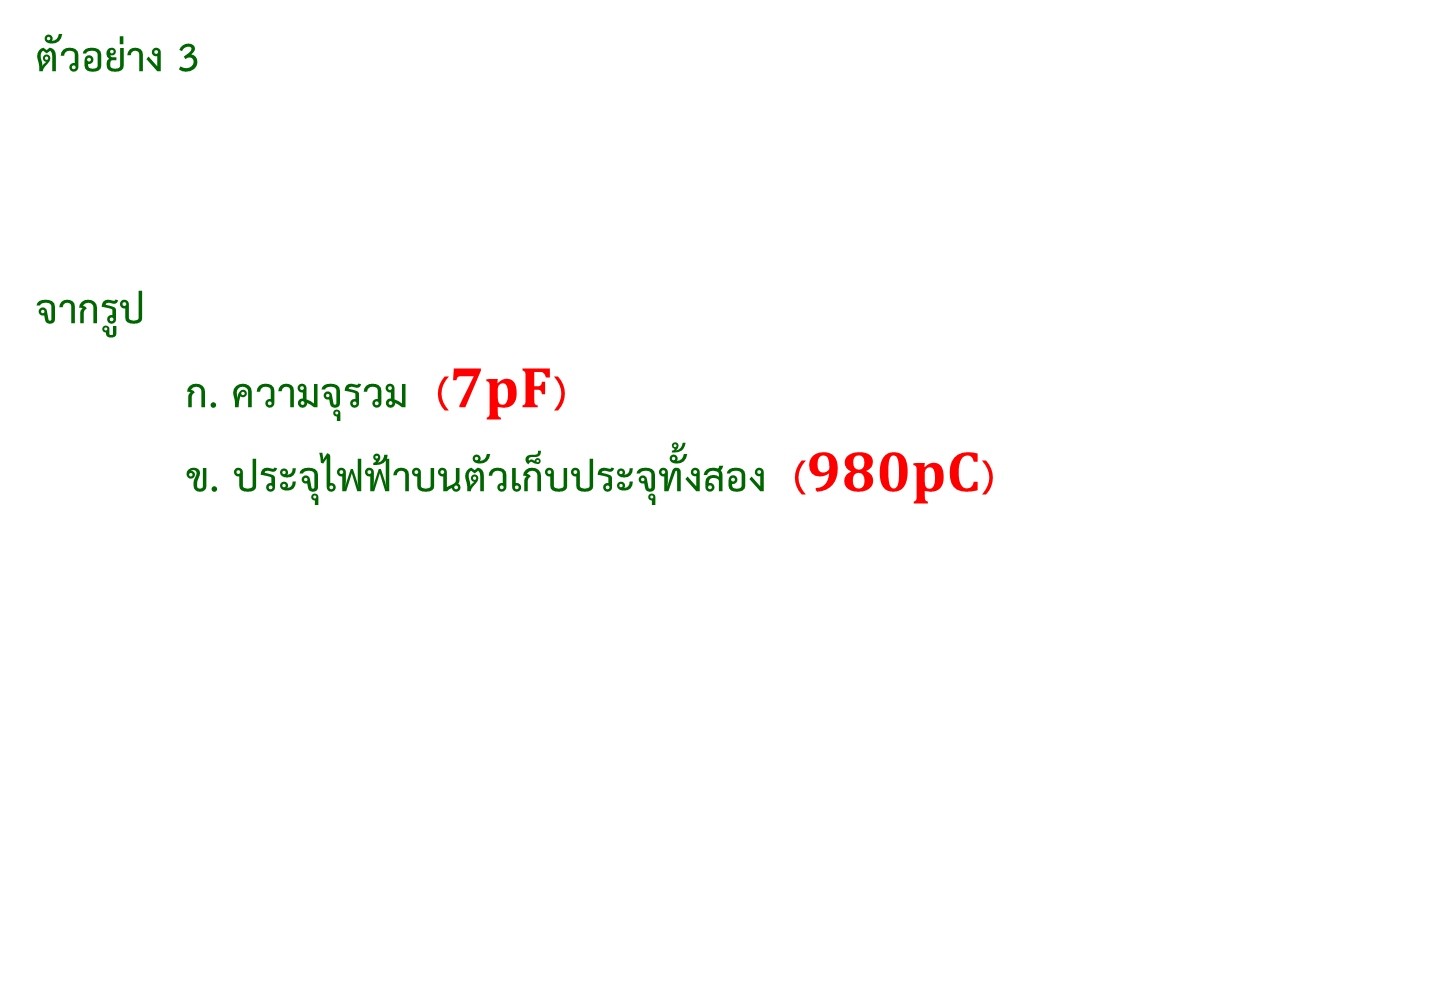 ตัวอย่าง 3
จากรูป
ก. ความจุรวม (7pF)
ข. ประจุไฟฟ้าบนตัวเก็บประจุทั้งสอง (980pC)